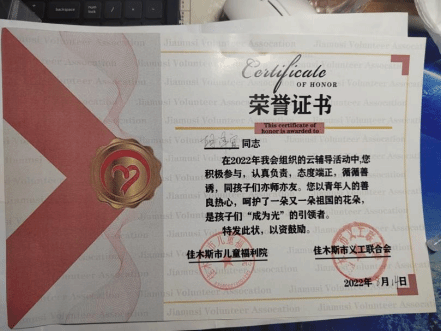 Certificate
OF HONOR
荣誉证书
This certificate of
honor is awarded to
同志
在2022年我会组织的云辅导活动中,您
积极参与，认真负责，态度端正，循循善
诱，同孩子们亦师亦友。您以青年人的善
良热心，呵护了一朵又一朵祖国的花朵，
是孩子们“成为光”的引领者。
特发此状，以资鼓励。
佳木斯市儿童福利院
佳木斯市义工联合会
2022年 月 日
Jiamusi Volunteer Association